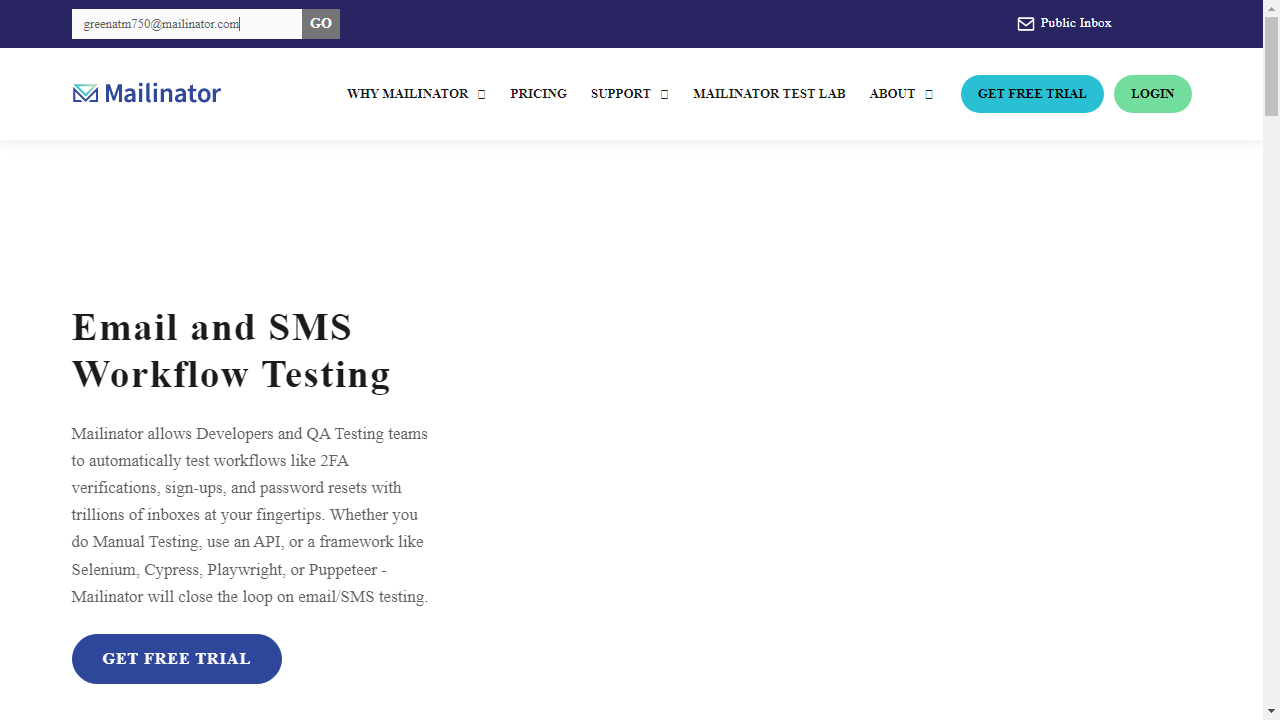 greenatm750@mailinator.com
GO
Public Inbox
Mailinator
WHY MAILINATOR
PRICING
SUPPORT
MAILINATOR TEST LAB
ABOUT
GET FREE TRIAL
LOGIN
Email and SMS
Workflow Testing
Mailinator allows Developers and QA Testing teams
to automatically test workflows like 2FA
verifications, sign-ups, and password resets with
trillions of inboxes at your fingertips. Whether you
do Manual Testing, use an API, or a framework like
Selenium, Cypress, Playwright, or Puppeteer -
Mailinator will close the loop on email/SMS testing.
GET FREE TRIAL